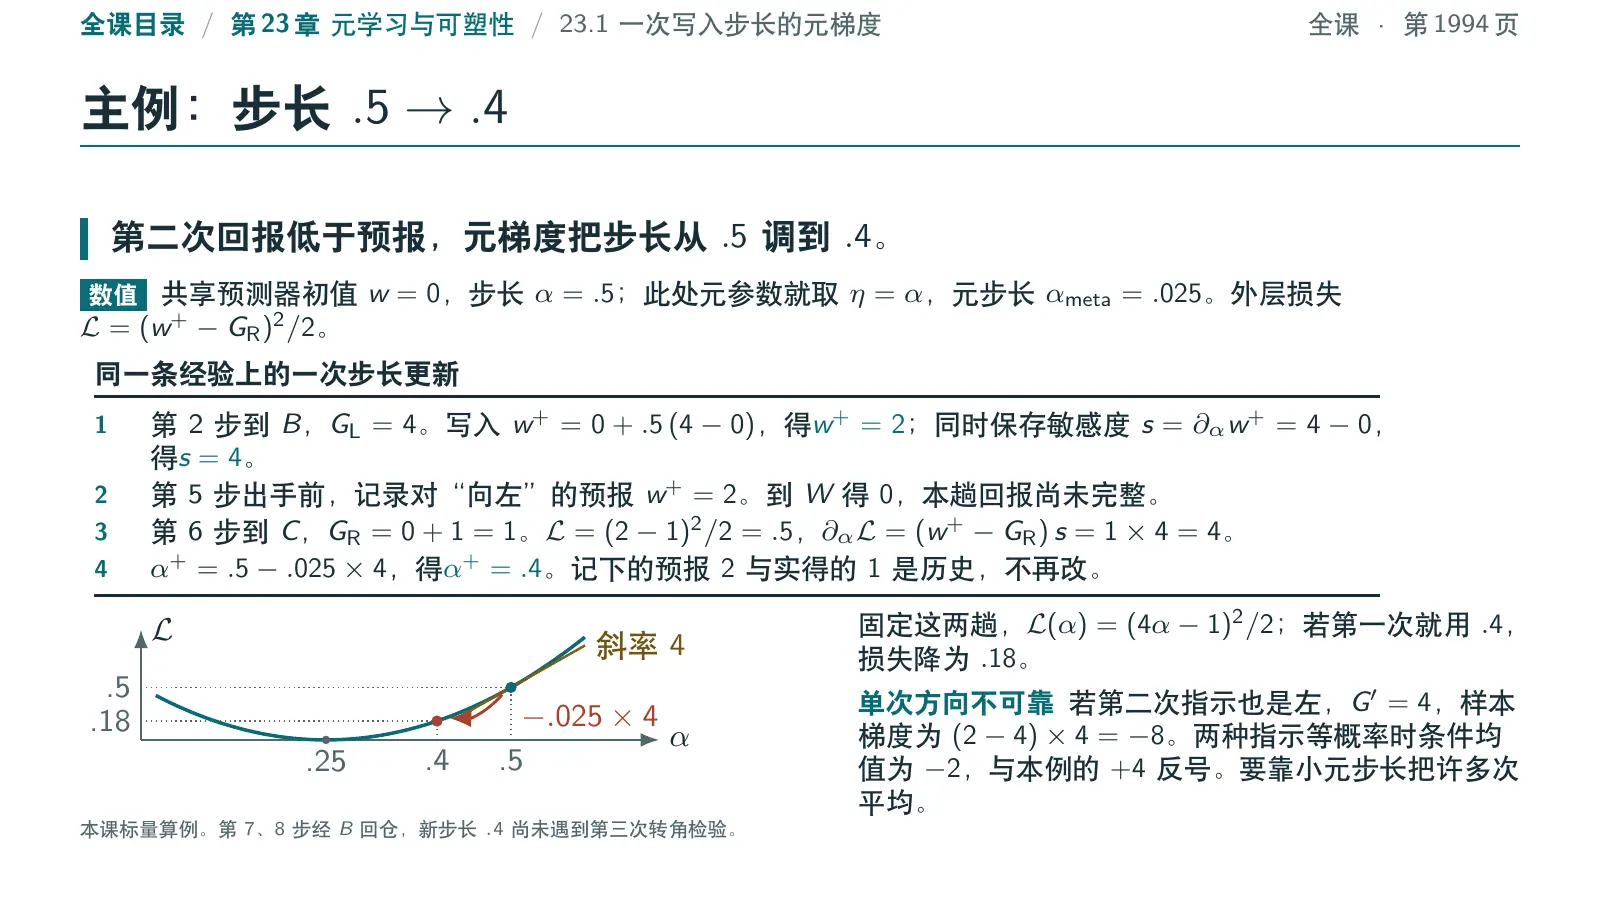 全课目录 / 第 23 章 元学习与可塑性 / 23.1 一次写入步长的元梯度
全课 · 第 1994 页
主例：步长 .5 → .4
第二次回报低于预报，元梯度把步长从 .5 调到 .4。
数值 共享预测器初值 w = 0，步长 α = .5；此处元参数就取 η = α，元步长 α_meta = .025。外层损失
ℒ = (w⁺ − G_R)²/2。
同一条经验上的一次步长更新
1 第 2 步到 B，G_L = 4。写入 w⁺ = 0 + .5 (4 − 0)，得w⁺ = 2；同时保存敏感度 s = ∂_αw⁺ = 4 − 0，
得s = 4。
2 第 5 步出手前，记录对“向左”的预报 w⁺ = 2。到 W 得 0，本趟回报尚未完整。
3 第 6 步到 C，G_R = 0 + 1 = 1。ℒ = (2 − 1)²/2 = .5，∂_αℒ = (w⁺ − G_R) s = 1 × 4 = 4。
4 α⁺ = .5 − .025 × 4，得α⁺ = .4。记下的预报 2 与实得的 1 是历史，不再改。
ℒ
斜率 4
.5
−.025 × 4
.18
α
.25
.4
.5
固定这两趟，ℒ(α) = (4α − 1)²/2；若第一次就用 .4，
损失降为 .18。
单次方向不可靠 若第二次指示也是左，G′ = 4，样本
梯度为 (2 − 4) × 4 = −8。两种指示等概率时条件均
值为 −2，与本例的 +4 反号。要靠小元步长把许多次
平均。
本课标量算例。第 7、8 步经 B 回仓，新步长 .4 尚未遇到第三次转角检验。